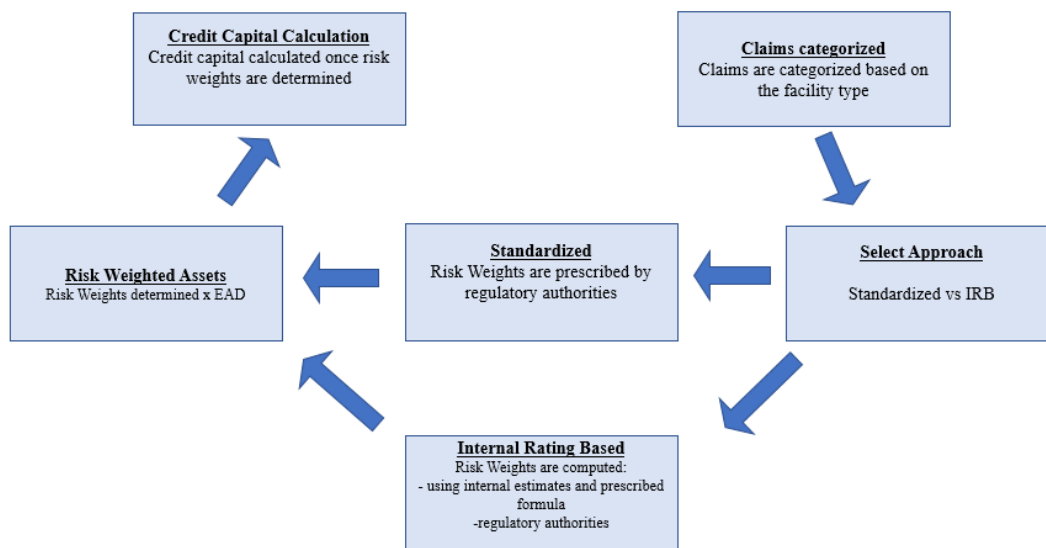 Credit Capital Calculation
Credit capital calculated once risk
weights are determined
Claims categorized
Claims are categorized based on
the facility type
Risk Weighted Assets
Risk Weights determined x EAD
Standardized
Risk Weights are prescribed by
regulatory authorities
Select Approach
Standardized vs IRB
Internal Rating Based
Risk Weights are computed:
- using internal estimates and prescribed
formula
-regulatory authorities